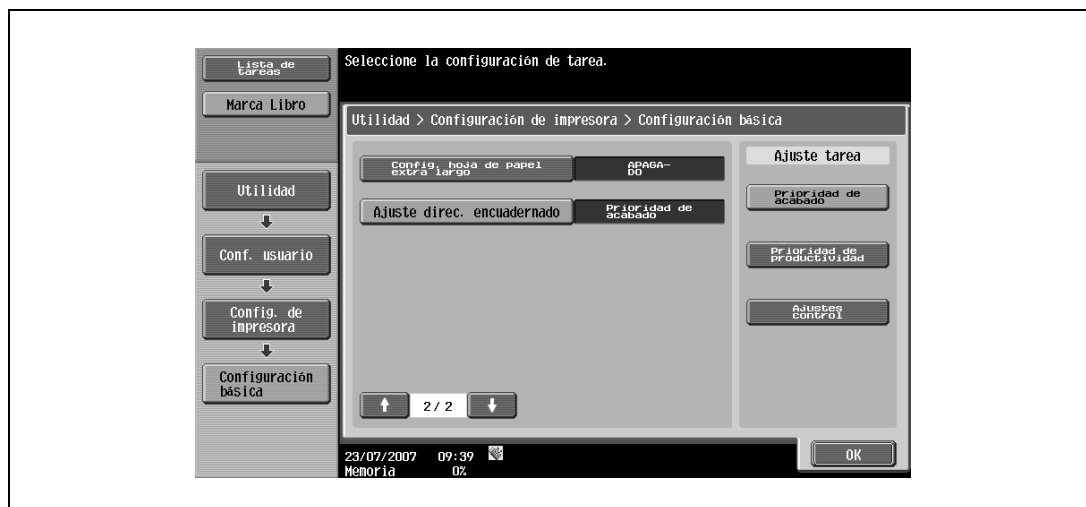 Lista de
tareas
Marca Libro
Utilidad
Conf. usuario
Config. de
impresora
Configuración
básica
Seleccione la configuración de tarea.
Utilidad > Configuración de impresora > Configuración básica
Config. hoja de papel
extra largo
APAGA-
DO
Ajuste direc. encuadernado
Prioridad de
acabado
2/ 2
Ajuste tarea
Prioridad de
acabado
Prioridad de
productividad
Ajustes
control
23/07/2007 09:39
Memoria 0%
OK